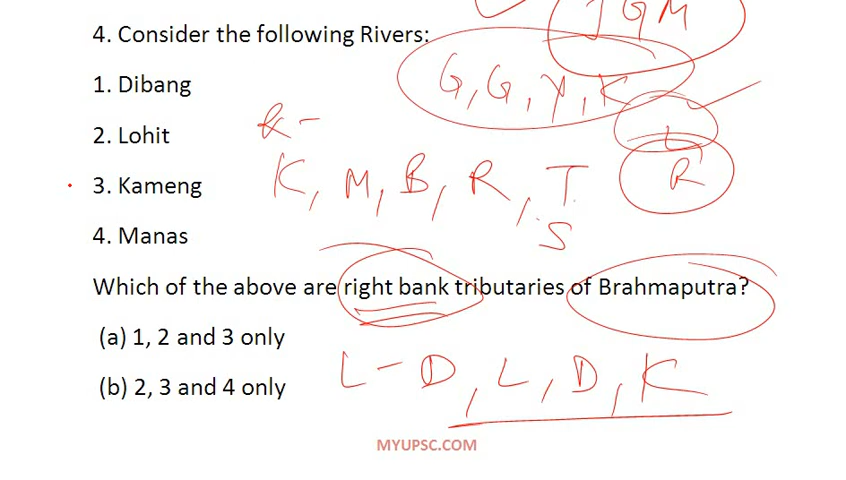 J G M
4. Consider the following Rivers:
G, G, Y, K
1. Dibang
R -
2. Lohit
L
K, M, B, R, T
R
3. Kameng
S
4. Manas
Which of the above are right bank tributaries of Brahmaputra?
(a) 1, 2 and 3 only
L - D, L, D, K
(b) 2, 3 and 4 only
MYUPSC.COM